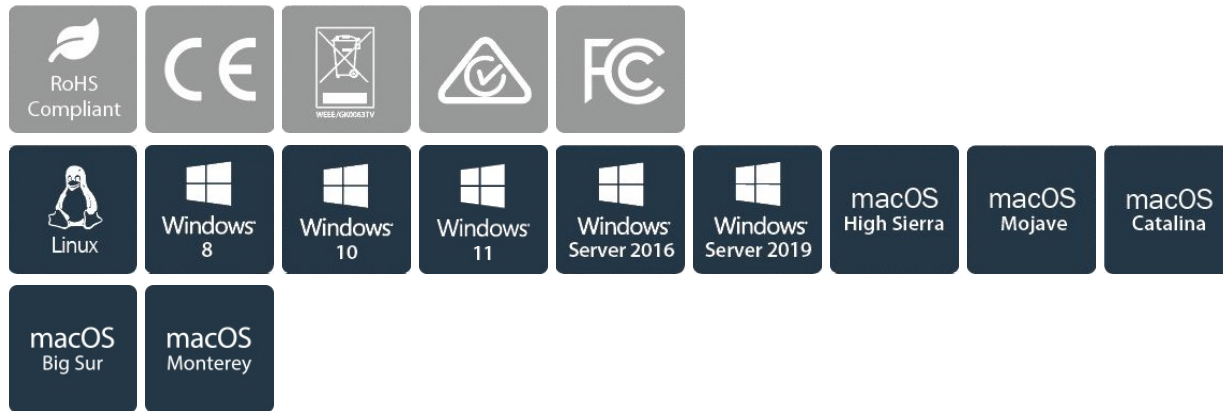 RoHS
Compliant
CE
WEEE/GK0063TV
FC
Linux
Windows
8
Windows
10
Windows
11
Windows
Server 2016
Windows
Server 2019
macOS
High Sierra
macOS
Mojave
macOS
Catalina
macOS
Big Sur
macOS
Monterey